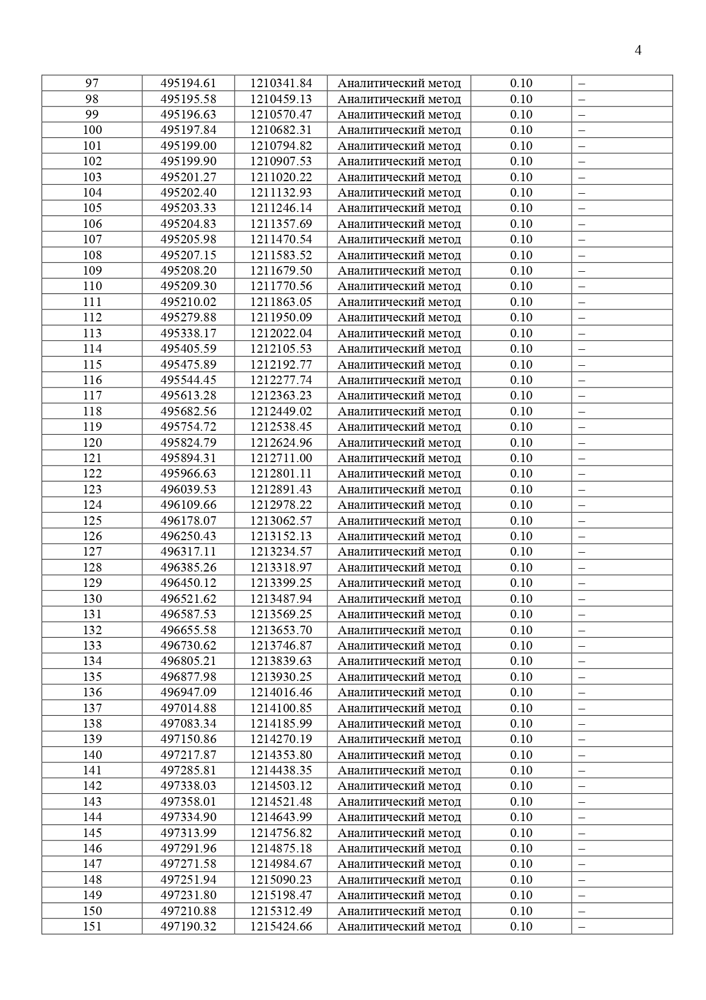 4
97 495194.61 1210341.84 Аналитический метод 0.10 –
98 495195.58 1210459.13 Аналитический метод 0.10 –
99 495196.63 1210570.47 Аналитический метод 0.10 –
100 495197.84 1210682.31 Аналитический метод 0.10 –
101 495199.00 1210794.82 Аналитический метод 0.10 –
102 495199.90 1210907.53 Аналитический метод 0.10 –
103 495201.27 1211020.22 Аналитический метод 0.10 –
104 495202.40 1211132.93 Аналитический метод 0.10 –
105 495203.33 1211246.14 Аналитический метод 0.10 –
106 495204.83 1211357.69 Аналитический метод 0.10 –
107 495205.98 1211470.54 Аналитический метод 0.10 –
108 495207.15 1211583.52 Аналитический метод 0.10 –
109 495208.20 1211679.50 Аналитический метод 0.10 –
110 495209.30 1211770.56 Аналитический метод 0.10 –
111 495210.02 1211863.05 Аналитический метод 0.10 –
112 495279.88 1211950.09 Аналитический метод 0.10 –
113 495338.17 1212022.04 Аналитический метод 0.10 –
114 495405.59 1212105.53 Аналитический метод 0.10 –
115 495475.89 1212192.77 Аналитический метод 0.10 –
116 495544.45 1212277.74 Аналитический метод 0.10 –
117 495613.28 1212363.23 Аналитический метод 0.10 –
118 495682.56 1212449.02 Аналитический метод 0.10 –
119 495754.72 1212538.45 Аналитический метод 0.10 –
120 495824.79 1212624.96 Аналитический метод 0.10 –
121 495894.31 1212711.00 Аналитический метод 0.10 –
122 495966.63 1212801.11 Аналитический метод 0.10 –
123 496039.53 1212891.43 Аналитический метод 0.10 –
124 496109.66 1212978.22 Аналитический метод 0.10 –
125 496178.07 1213062.57 Аналитический метод 0.10 –
126 496250.43 1213152.13 Аналитический метод 0.10 –
127 496317.11 1213234.57 Аналитический метод 0.10 –
128 496385.26 1213318.97 Аналитический метод 0.10 –
129 496450.12 1213399.25 Аналитический метод 0.10 –
130 496521.62 1213487.94 Аналитический метод 0.10 –
131 496587.53 1213569.25 Аналитический метод 0.10 –
132 496655.58 1213653.70 Аналитический метод 0.10 –
133 496730.62 1213746.87 Аналитический метод 0.10 –
134 496805.21 1213839.63 Аналитический метод 0.10 –
135 496877.98 1213930.25 Аналитический метод 0.10 –
136 496947.09 1214016.46 Аналитический метод 0.10 –
137 497014.88 1214100.85 Аналитический метод 0.10 –
138 497083.34 1214185.99 Аналитический метод 0.10 –
139 497150.86 1214270.19 Аналитический метод 0.10 –
140 497217.87 1214353.80 Аналитический метод 0.10 –
141 497285.81 1214438.35 Аналитический метод 0.10 –
142 497338.03 1214503.12 Аналитический метод 0.10 –
143 497358.01 1214521.48 Аналитический метод 0.10 –
144 497334.90 1214643.99 Аналитический метод 0.10 –
145 497313.99 1214756.82 Аналитический метод 0.10 –
146 497291.96 1214875.18 Аналитический метод 0.10 –
147 497271.58 1214984.67 Аналитический метод 0.10 –
148 497251.94 1215090.23 Аналитический метод 0.10 –
149 497231.80 1215198.47 Аналитический метод 0.10 –
150 497210.88 1215312.49 Аналитический метод 0.10 –
151 497190.32 1215424.66 Аналитический метод 0.10 –